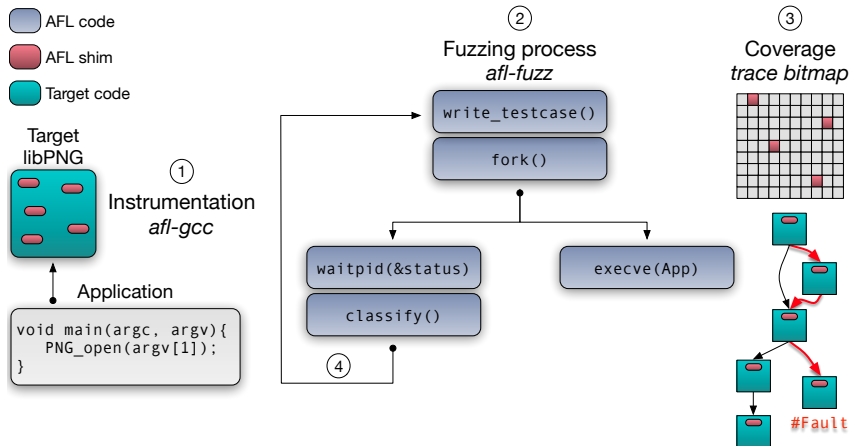 AFL code
AFL shim
Target code
Target
libPNG
1
Instrumentation
afl-gcc
Application
void main(argc, argv){
PNG_open(argv[1]);
}
2
Fuzzing process
afl-fuzz
write_testcase()
fork()
waitpid(&status)
classify()
execve(App)
4
3
Coverage
trace bitmap
#Fault